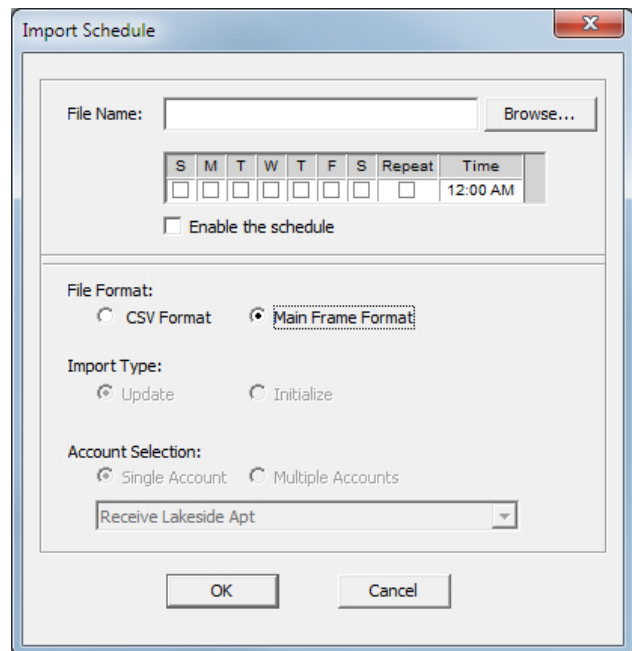 Import Schedule
File Name:
Browse...
S M T W T F S Repeat Time
12:00 AM
Enable the schedule
File Format:
CSV Format Main Frame Format
Import Type:
Update Initialize
Account Selection:
Single Account Multiple Accounts
Receive Lakeside Apt
OK Cancel